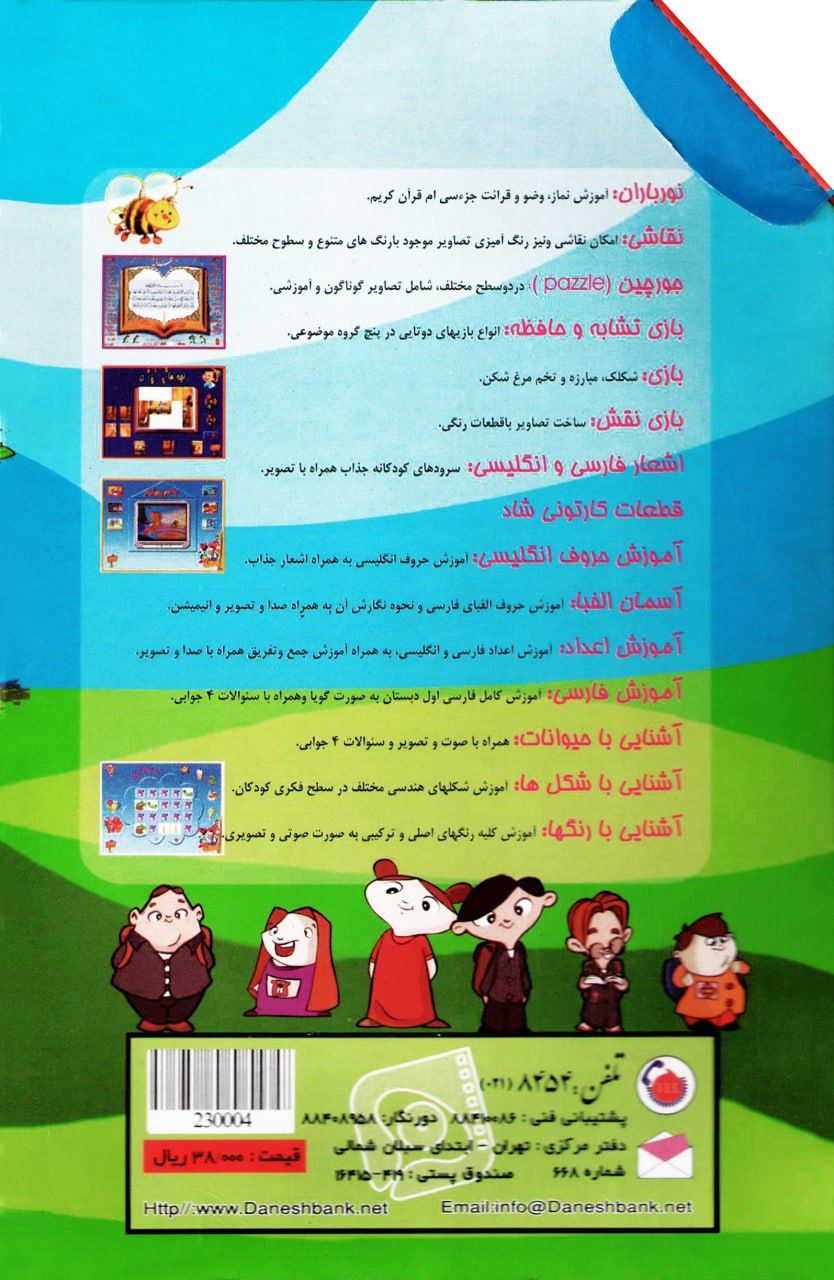 نورباران: آموزش نماز، وضو و قرائت جزءسی ام قرآن کریم.
نقاشی: امکان نقاشی ونیز رنگ آمیزی تصاویر موجود بارنگ های متنوع و سطوح مختلف.
جورچین (pazzle): دردوسطح مختلف، شامل تصاویر گوناگون و آموزشی.
بازی تشابه و حافظه: انواع بازیهای دوتایی در پنج گروه موضوعی.
بازی: شکلک، مبارزه و تخم مرغ شکن.
بازی نقش: ساخت تصاویر باقطعات رنگی.
اشعار فارسی و انگلیسی: سرودهای کودکانه جذاب همراه با تصویر.
قطعات کارتونی شاد
آموزش حروف انگلیسی: آموزش حروف انگلیسی به همراه اشعار جذاب.
آسمان الفبا: آموزش حروف الفبای فارسی و نحوه نگارش آن به همراه صدا و تصویر و انیمیشن.
آموزش اعداد: آموزش اعداد فارسی و انگلیسی، به همراه آموزش جمع وتفریق همراه با صدا و تصویر.
آموزش فارسی: آموزش کامل فارسی اول دبستان به صورت گویا وهمراه با سئوالات ۴ جوابی.
آشنایی با حیوانات: همراه با صوت و تصویر و سئوالات ۴ جوابی.
آشنایی با شکل ها: آموزش شکلهای هندسی مختلف در سطح فکری کودکان.
آشنایی با رنگها: آموزش کلیه رنگهای اصلی و ترکیبی به صورت صوتی و تصویری.
تلفن: ۸۴۵۴ (۰۲۱)
پشتیبانی فنی: ۸۸۴۱۰۰۸۶ دورنگار: ۸۸۴۰۸۹۵۸
230004
دفتر مرکزی: تهران - ابتدای سبلان شمالی
شماره ۶۶۸ صندوق پستی: ۴۱۹-۱۶۴۱۵
قیمت: ۳۸/۰۰۰ ریال
Http//:www.Daneshbank.net Email:info@Daneshbank.net